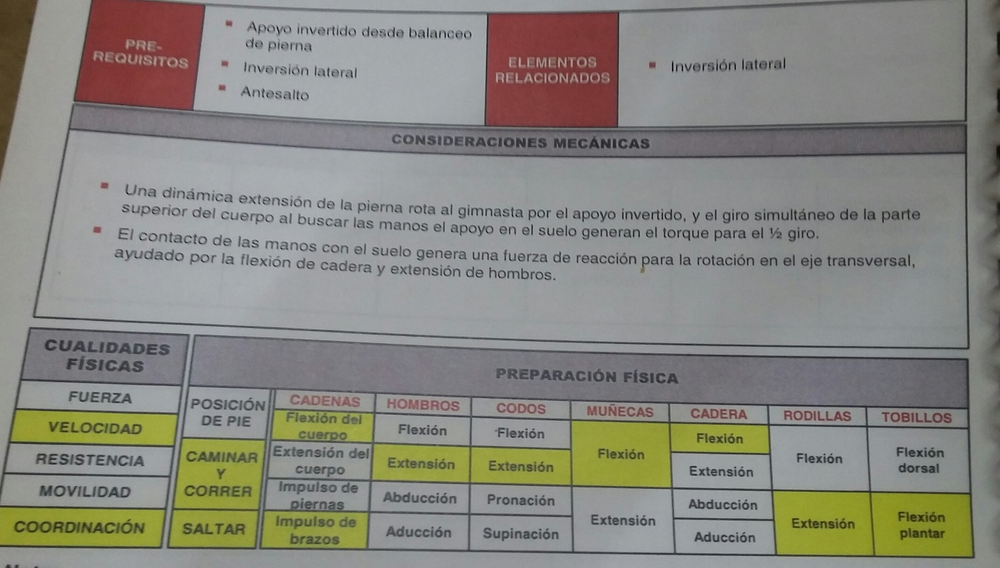 PRE-
REQUISITOS
▪ Apoyo invertido desde balanceo
de pierna
▪ Inversión lateral
▪ Antesalto
ELEMENTOS
RELACIONADOS
▪ Inversión lateral
CONSIDERACIONES MECÁNICAS
▪ Una dinámica extensión de la pierna rota al gimnasta por el apoyo invertido, y el giro simultáneo de la parte
superior del cuerpo al buscar las manos el apoyo en el suelo generan el torque para el ½ giro.
▪ El contacto de las manos con el suelo genera una fuerza de reacción para la rotación en el eje transversal,
ayudado por la flexión de cadera y extensión de hombros.
CUALIDADES
FÍSICAS
FUERZA
VELOCIDAD
RESISTENCIA
MOVILIDAD
COORDINACIÓN
PREPARACIÓN FÍSICA
POSICIÓN
DE PIE
CAMINAR
Y
CORRER
SALTAR
CADENAS
Flexión del
cuerpo
Extensión del
cuerpo
Impulso de
piernas
Impulso de
brazos
HOMBROS
Flexión
Extensión
Abducción
Aducción
CODOS
Flexión
Extensión
Pronación
Supinación
MUÑECAS
Flexión
Extensión
CADERA
Flexión
Extensión
Abducción
Aducción
RODILLAS
Flexión
Extensión
TOBILLOS
Flexión
dorsal
Flexión
plantar